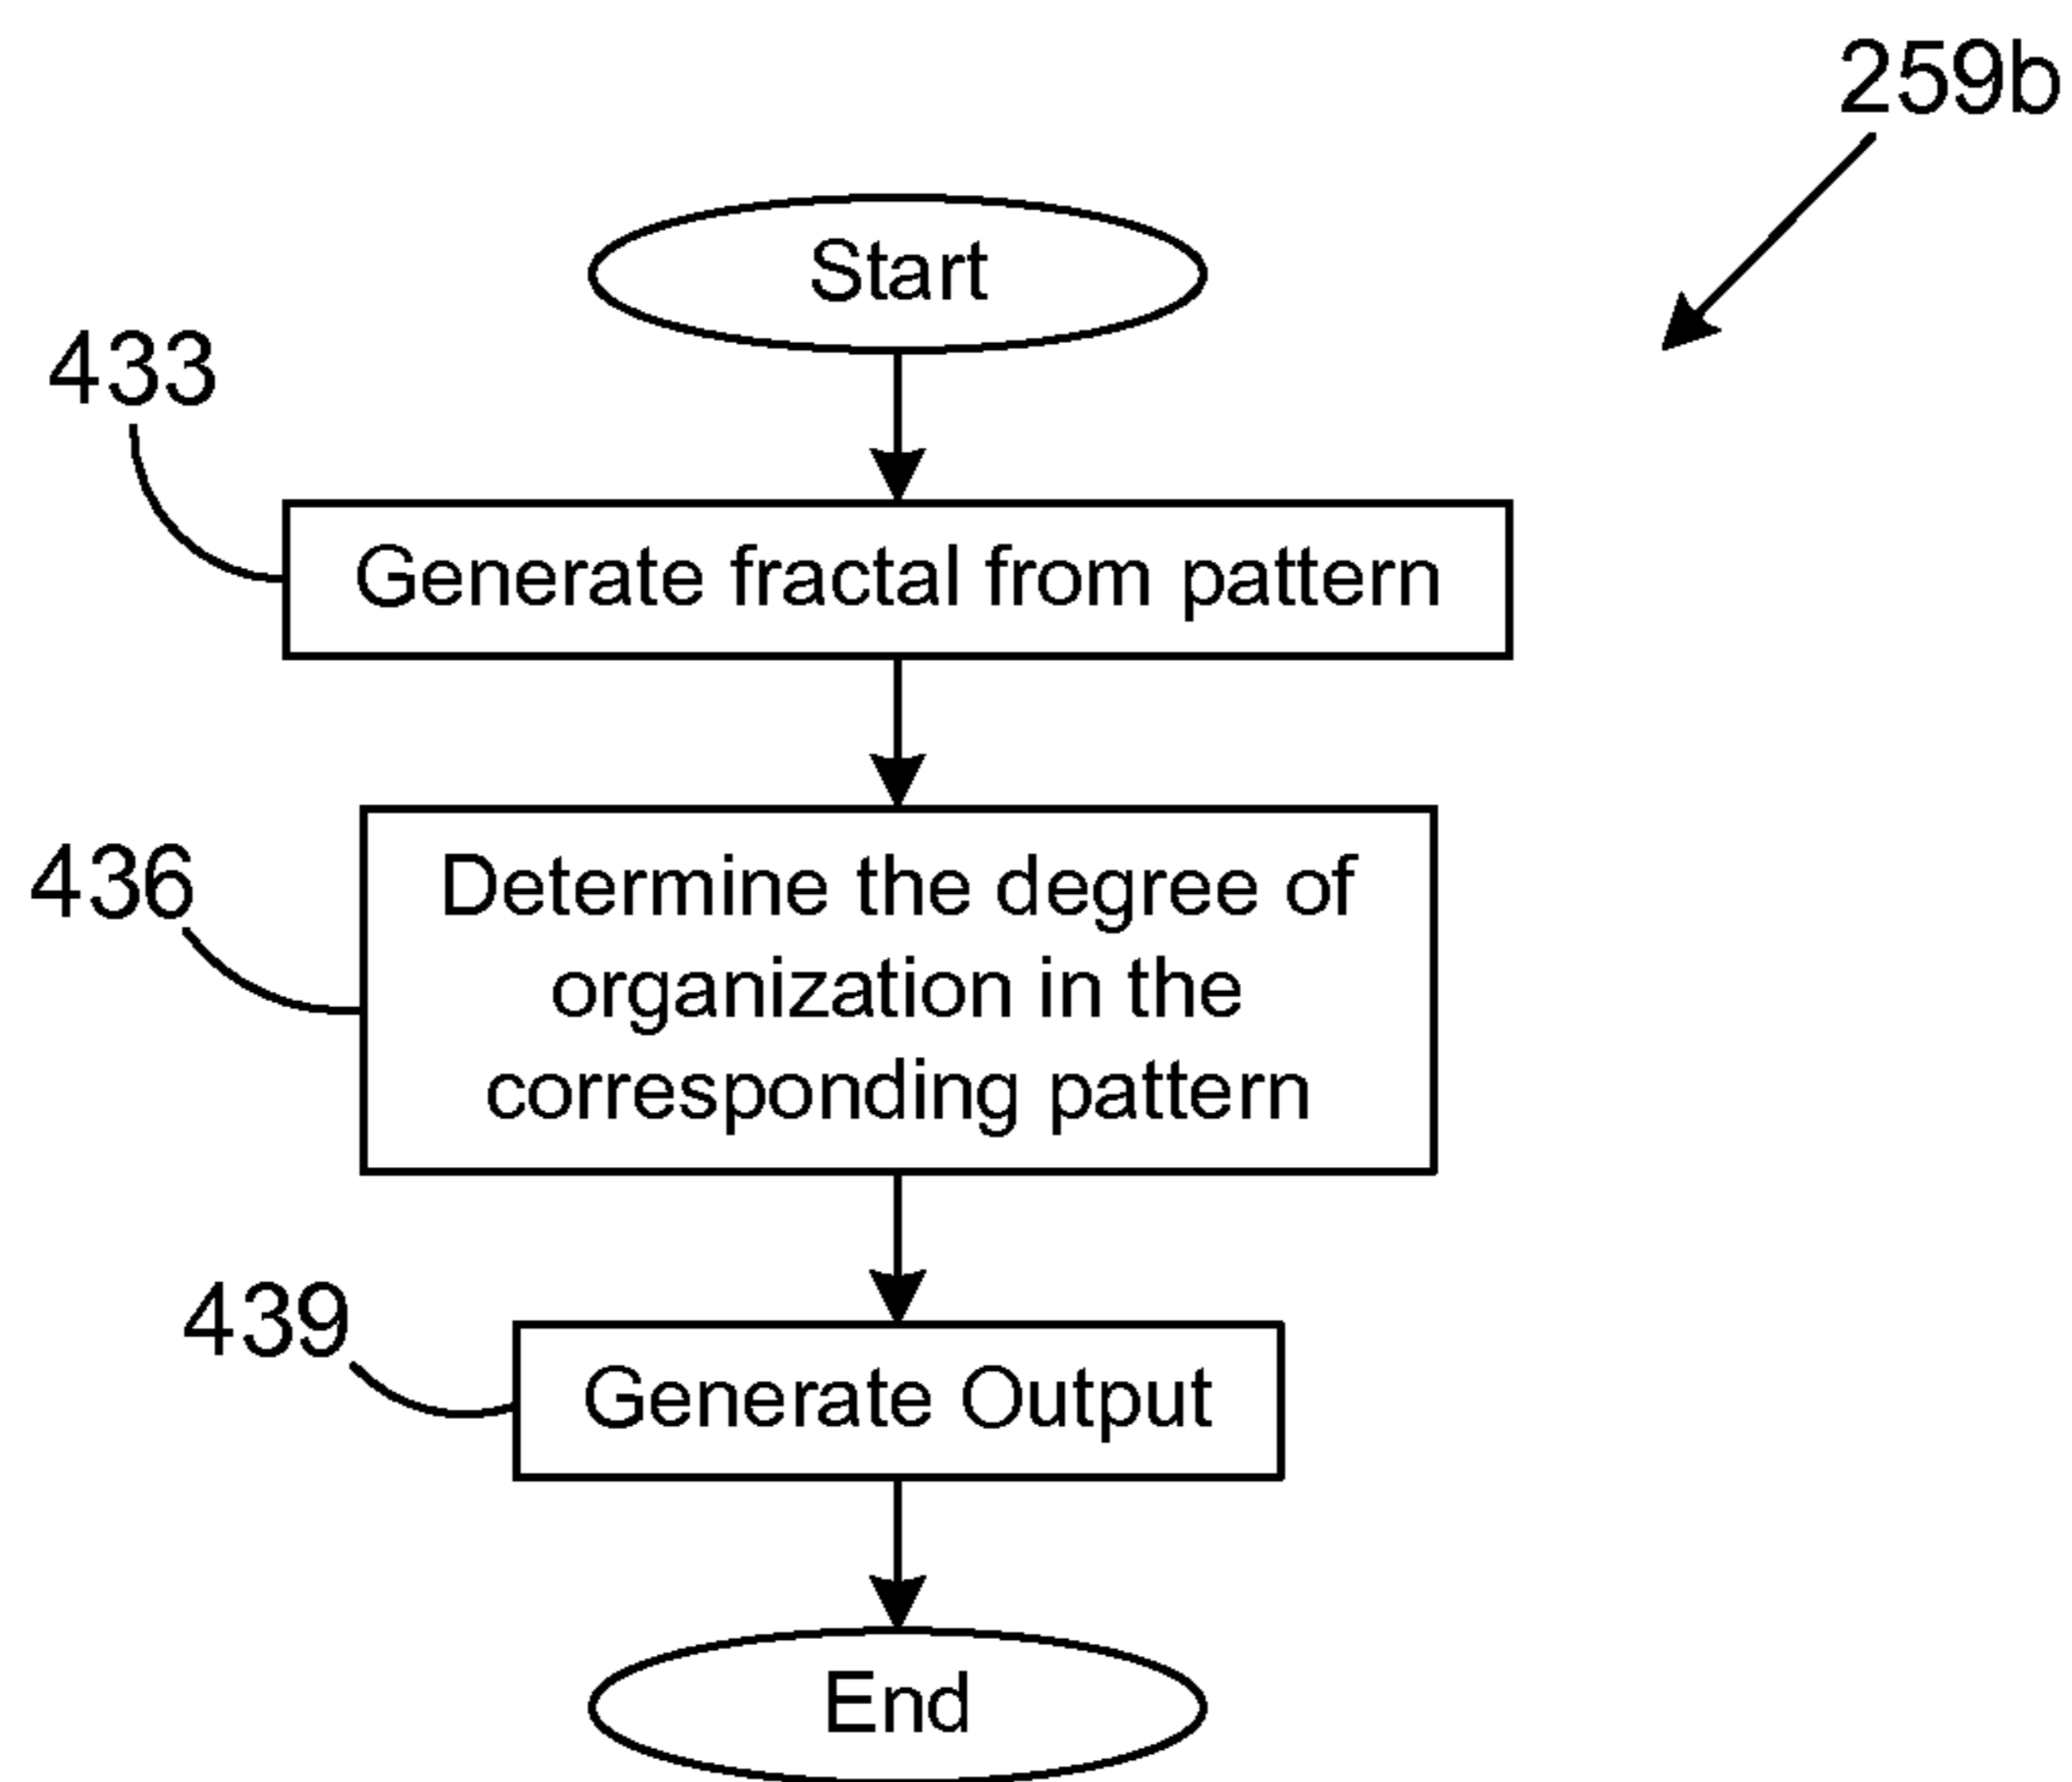 259b
Start
433
Generate fractal from pattern
436
Determine the degree of
organization in the
corresponding pattern
439
Generate Output
End